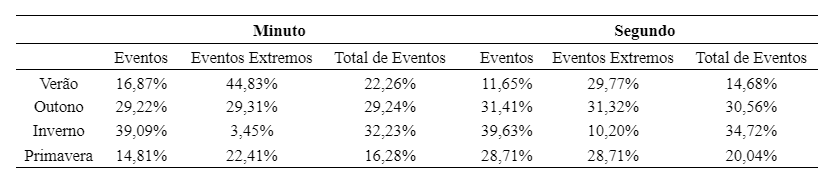 Minuto Segundo
Eventos Eventos Extremos Total de Eventos Eventos Eventos Extremos Total de Eventos
Verão 16,87% 44,83% 22,26% 11,65% 29,77% 14,68%
Outono 29,22% 29,31% 29,24% 31,41% 31,32% 30,56%
Inverno 39,09% 3,45% 32,23% 39,63% 10,20% 34,72%
Primavera 14,81% 22,41% 16,28% 28,71% 28,71% 20,04%